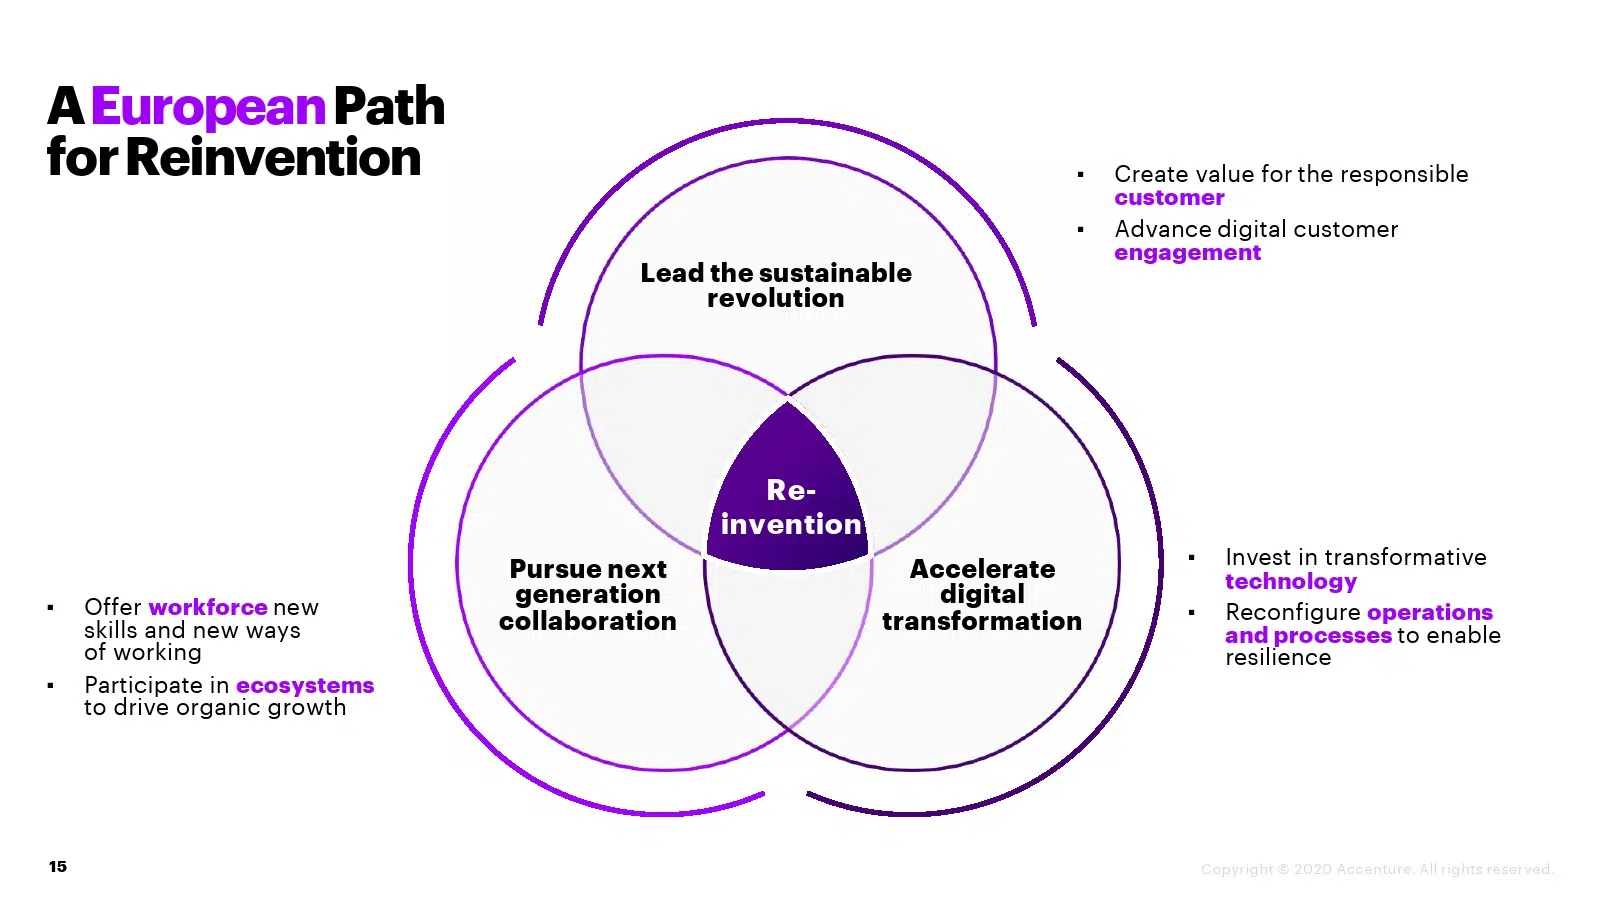 A European Path
for Reinvention
Create value for the responsible
customer
Advance digital customer
engagement
Lead the sustainable
revolution
Re-
invention
Pursue next
generation
collaboration
Accelerate
digital
transformation
Invest in transformative
technology
Reconfigure operations
and processes to enable
resilience
Offer workforce new
skills and new ways
of working
Participate in ecosystems
to drive organic growth
15
Copyright © 2020 Accenture. All rights reserved.